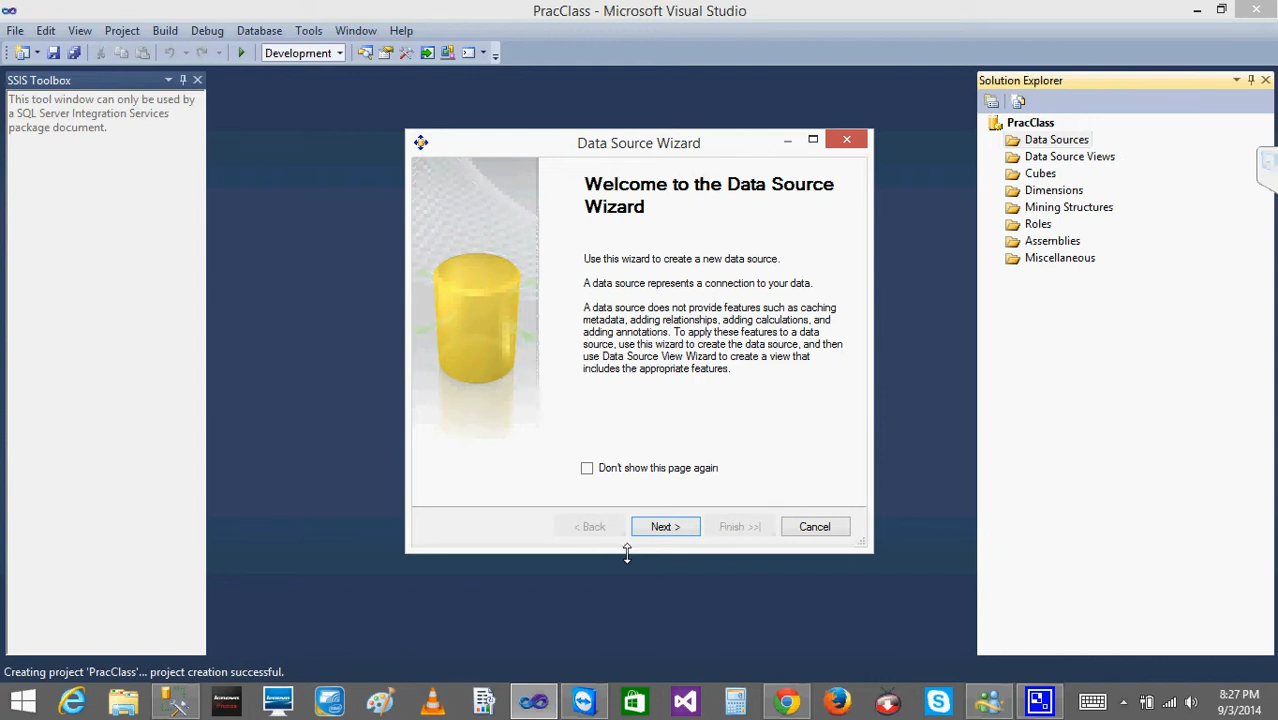 PracClass - Microsoft Visual Studio
File Edit View Project Build Debug Database Tools Window Help
Development
SSIS Toolbox
This tool window can only be used by
a SQL Server Integration Services
package document.
Data Source Wizard
Welcome to the Data Source
Wizard
Use this wizard to create a new data source.
A data source represents a connection to your data.
A data source does not provide features such as caching
metadata, adding relationships, adding calculations, and
adding annotations. To apply these features to a data
source, use this wizard to create the data source, and then
use Data Source View Wizard to create a view that
includes the appropriate features.
Don't show this page again
< Back Next > Finish >>| Cancel
Solution Explorer
PracClass
Data Sources
Data Source Views
Cubes
Dimensions
Mining Structures
Roles
Assemblies
Miscellaneous
Creating project 'PracClass'... project creation successful.
8:27 PM
9/3/2014